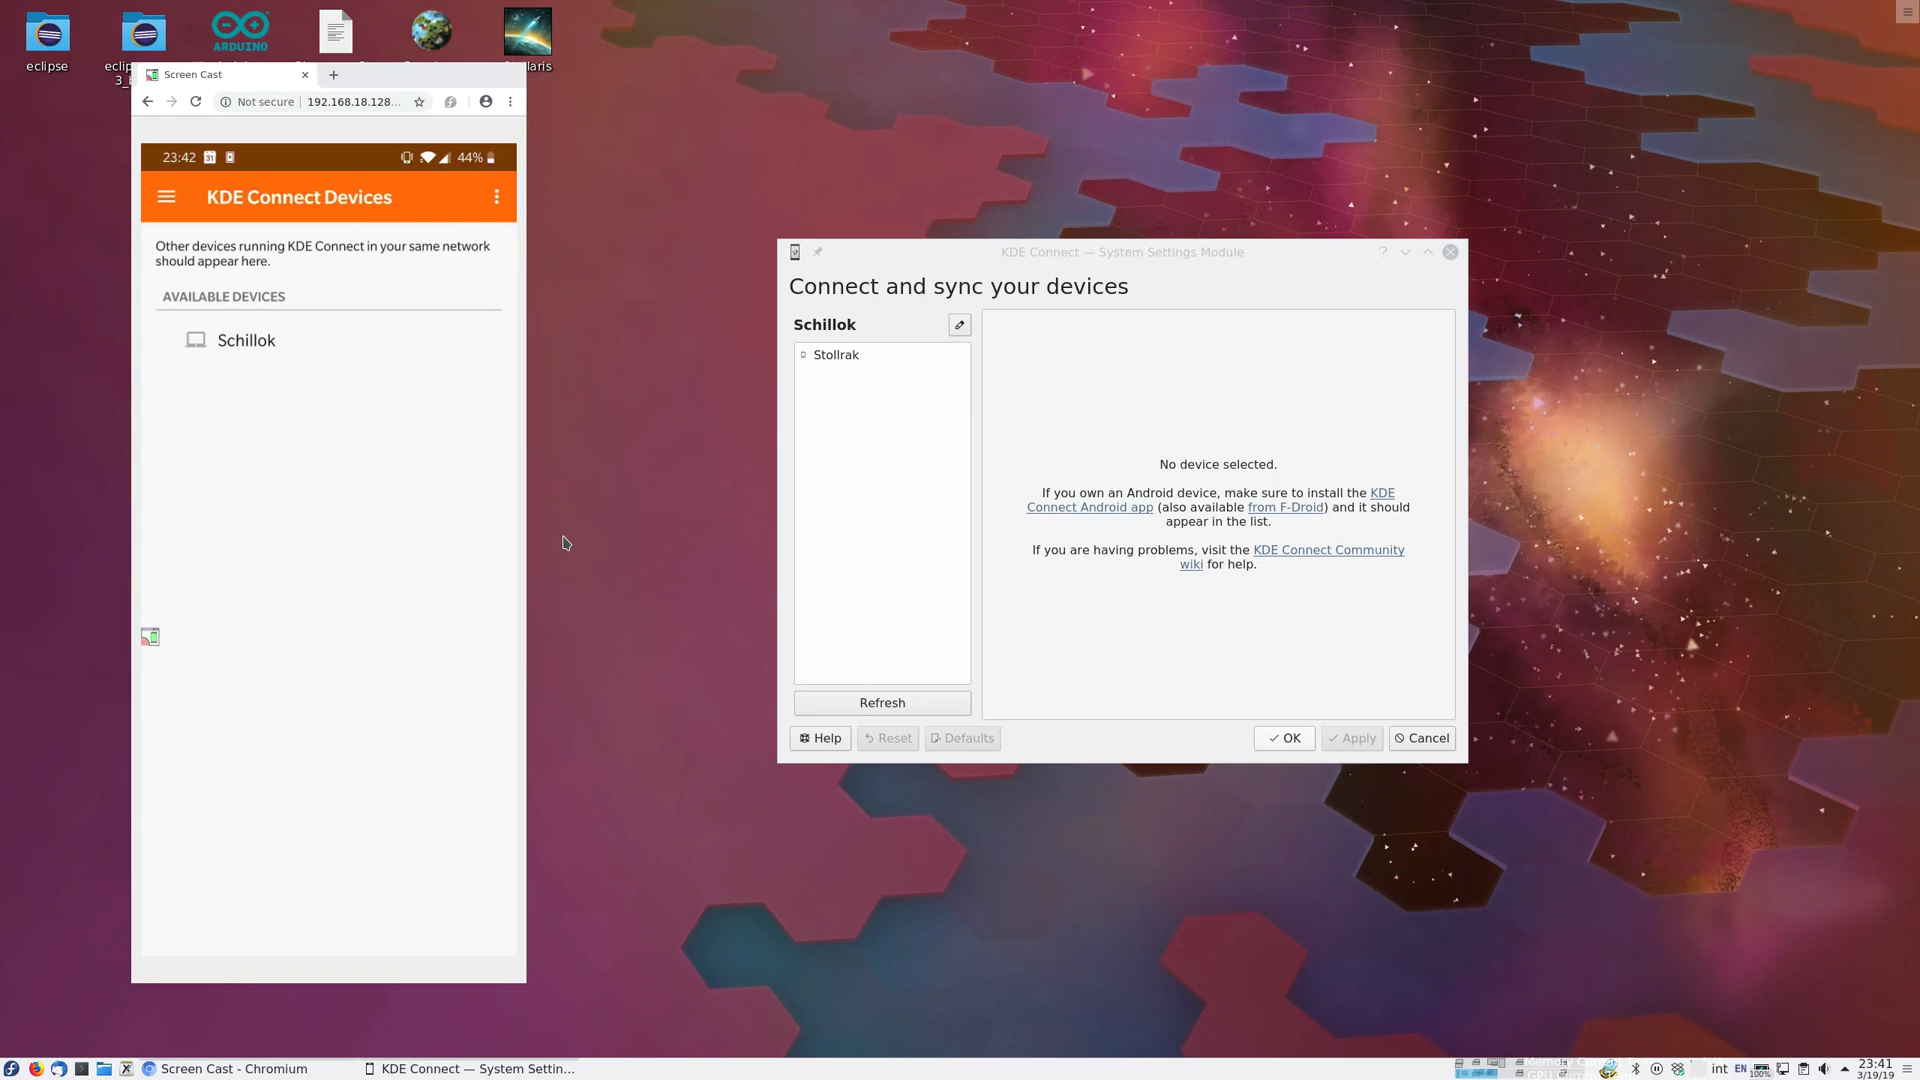 eclipse
3_b
ARDUINO
Screen Cast
Not secure
192.168.18.128...
23:42
31
44%
KDE Connect Devices
Other devices running KDE Connect in your same network
should appear here.
AVAILABLE DEVICES
Schillok
KDE Connect — System Settings Module
Connect and sync your devices
Schillok
Stollrak
No device selected.
If you own an Android device, make sure to install the KDE
Connect Android app (also available from F-Droid) and it should
appear in the list.
If you are having problems, visit the KDE Connect Community
wiki for help.
Refresh
Help
Reset
Defaults
OK
Apply
Cancel
Screen Cast - Chromium
KDE Connect — System Settin...
int
EN
100%
23:41
3/19/19